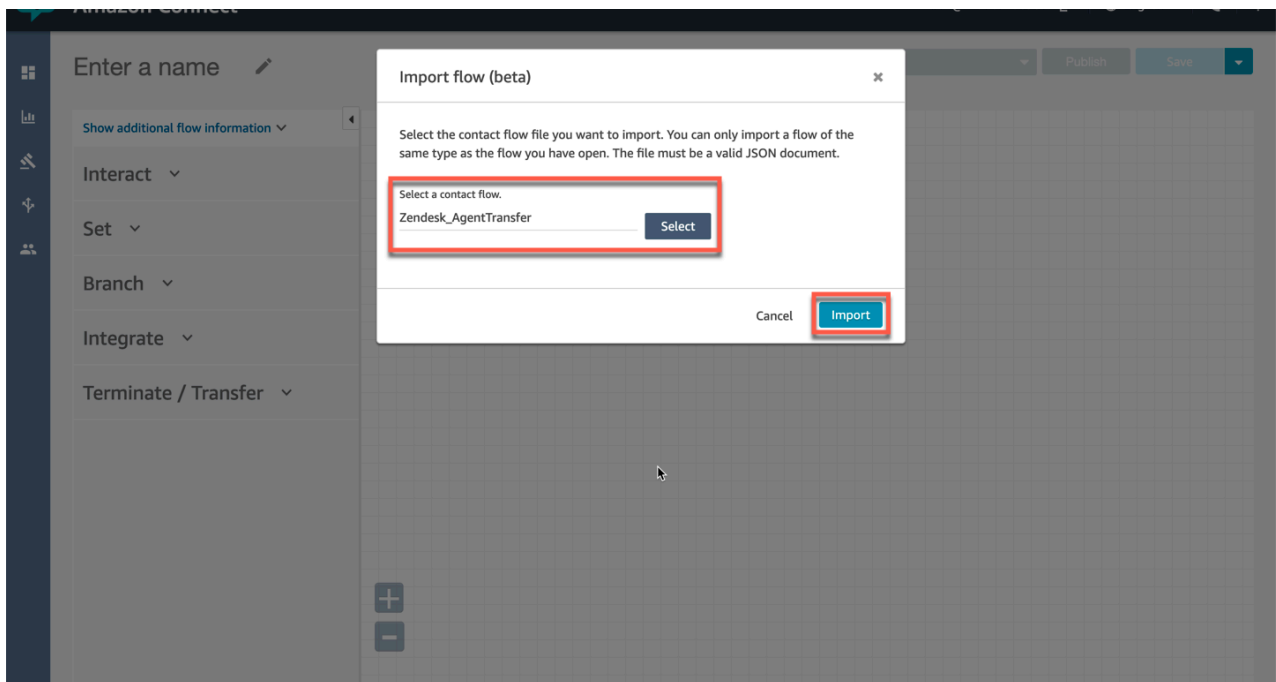 Amazon Connect
Enter a name
Publish
Save
Show additional flow information
Interact
Set
Branch
Integrate
Terminate / Transfer
Import flow (beta)
Select the contact flow file you want to import. You can only import a flow of the
same type as the flow you have open. The file must be a valid JSON document.
Select a contact flow.
Zendesk_AgentTransfer
Select
Cancel
Import